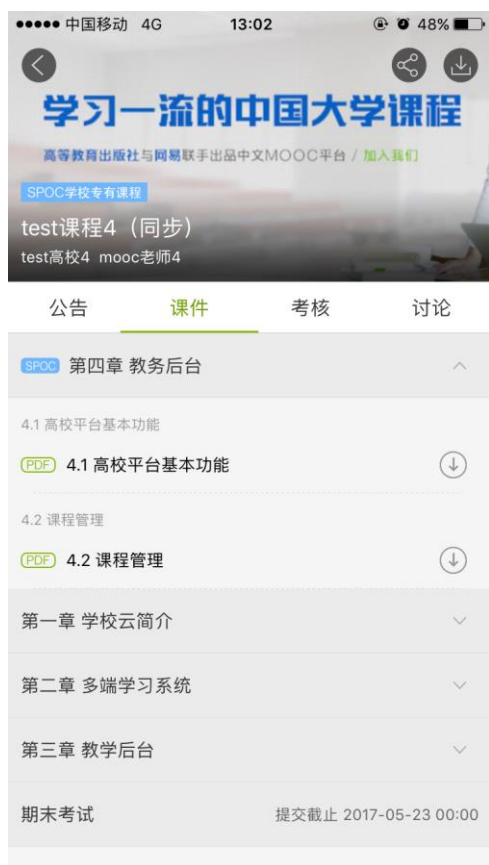 中国移动 4G 13:02 48%
学习一流的中国大学课程
高等教育出版社与网易联手出品中文MOOC平台 / 加入我们
SPOC学校专有课程
test课程4（同步）
test高校4 mooc老师4
公告 课件 考核 讨论
SPOC 第四章 教务后台
4.1 高校平台基本功能
PDF 4.1 高校平台基本功能
4.2 课程管理
PDF 4.2 课程管理
第一章 学校云简介
第二章 多端学习系统
第三章 教学后台
期末考试 提交截止 2017-05-23 00:00